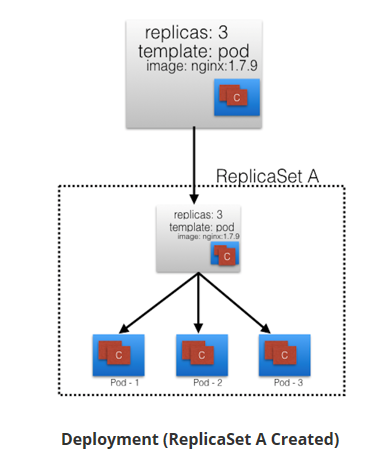 replicas: 3
template: pod
image: nginx:1.7.9
C
ReplicaSet A
replicas: 3
template: pod
image: nginx:1.7.9
C
C
C
C
Pod - 1
Pod - 2
Pod - 3
Deployment (ReplicaSet A Created)